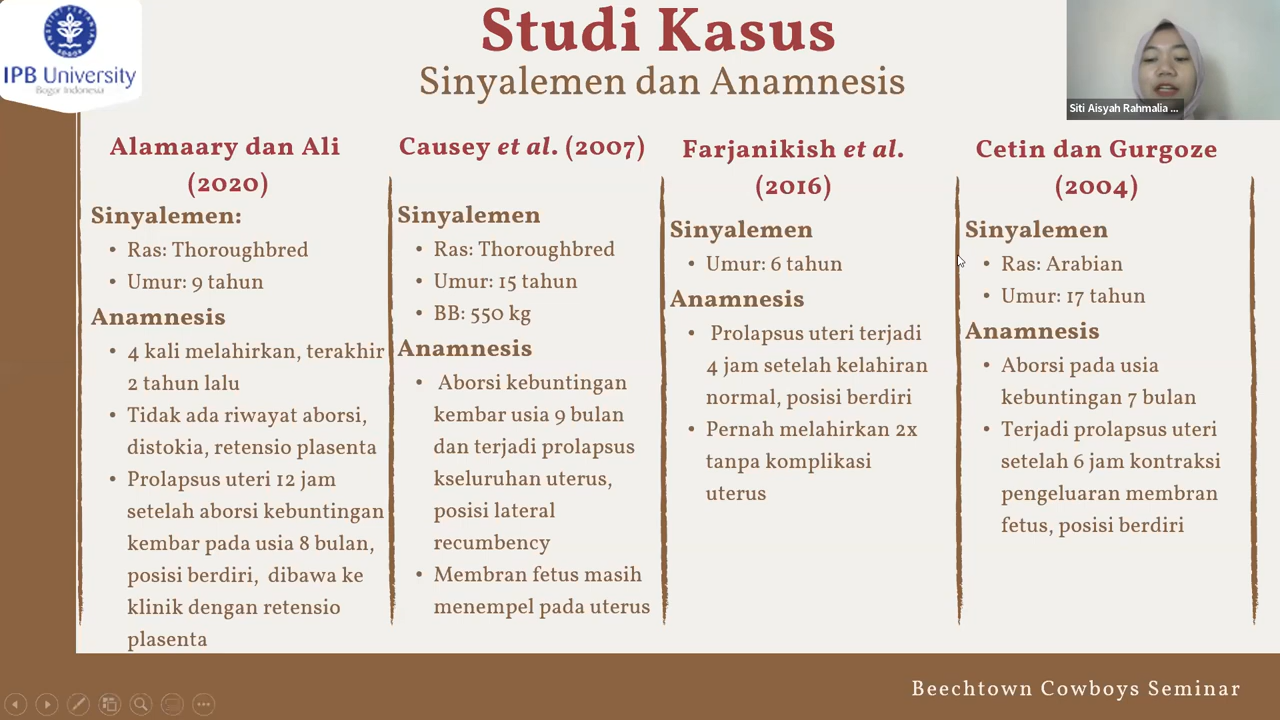 IPB University
Bogor Indonesia
Studi Kasus
Sinyalemen dan Anamnesis
Siti Aisyah Rahmalia ...
Alamaary dan Ali
(2020)
Sinyalemen:
• Ras: Thoroughbred
• Umur: 9 tahun
Anamnesis
• 4 kali melahirkan, terakhir
2 tahun lalu
• Tidak ada riwayat aborsi,
distokia, retensio plasenta
• Prolapsus uteri 12 jam
setelah aborsi kebuntingan
kembar pada usia 8 bulan,
posisi berdiri, dibawa ke
klinik dengan retensio
plasenta
Causey et al. (2007)
Sinyalemen
• Ras: Thoroughbred
• Umur: 15 tahun
• BB: 550 kg
Anamnesis
• Aborsi kebuntingan
kembar usia 9 bulan
dan terjadi prolapsus
kseluruhan uterus,
posisi lateral
recumbency
• Membran fetus masih
menempel pada uterus
Farjanikish et al.
(2016)
Sinyalemen
• Umur: 6 tahun
Anamnesis
• Prolapsus uteri terjadi
4 jam setelah kelahiran
normal, posisi berdiri
• Pernah melahirkan 2x
tanpa komplikasi
uterus
Cetin dan Gurgoze
(2004)
Sinyalemen
• Ras: Arabian
• Umur: 17 tahun
Anamnesis
• Aborsi pada usia
kebuntingan 7 bulan
• Terjadi prolapsus uteri
setelah 6 jam kontraksi
pengeluaran membran
fetus, posisi berdiri
Beechtown Cowboys Seminar